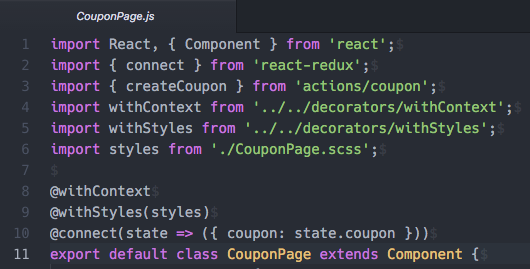 CouponPage.js
1 import React, { Component } from 'react';$
2 import { connect } from 'react-redux';$
3 import { createCoupon } from 'actions/coupon';$
4 import withContext from '../../decorators/withContext';$
5 import withStyles from '../../decorators/withStyles';$
6 import styles from './CouponPage.scss';$
7 $
8 @withContext$
9 @withStyles(styles)$
10 @connect(state => ({ coupon: state.coupon }))$
11 export default class CouponPage extends Component {$